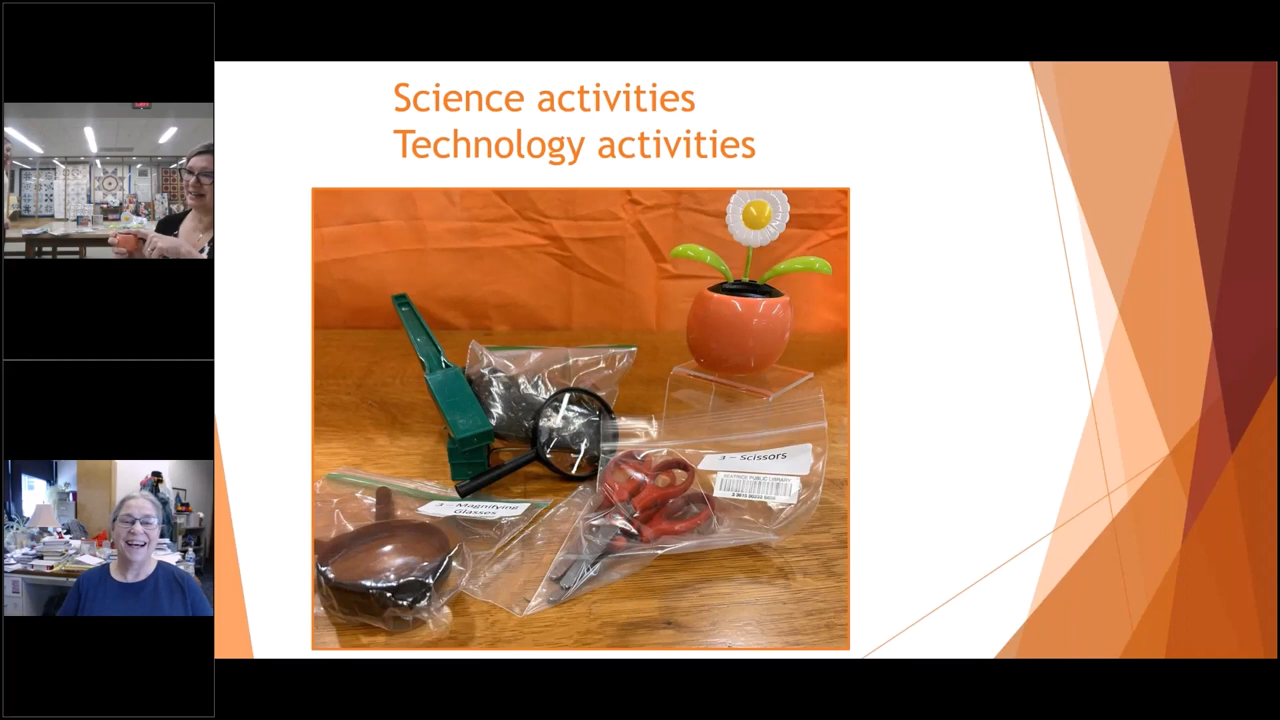 Science activities
Technology activities
3 – Scissors
BEATRICE PUBLIC LIBRARY
3 – Magnifying
Glasses